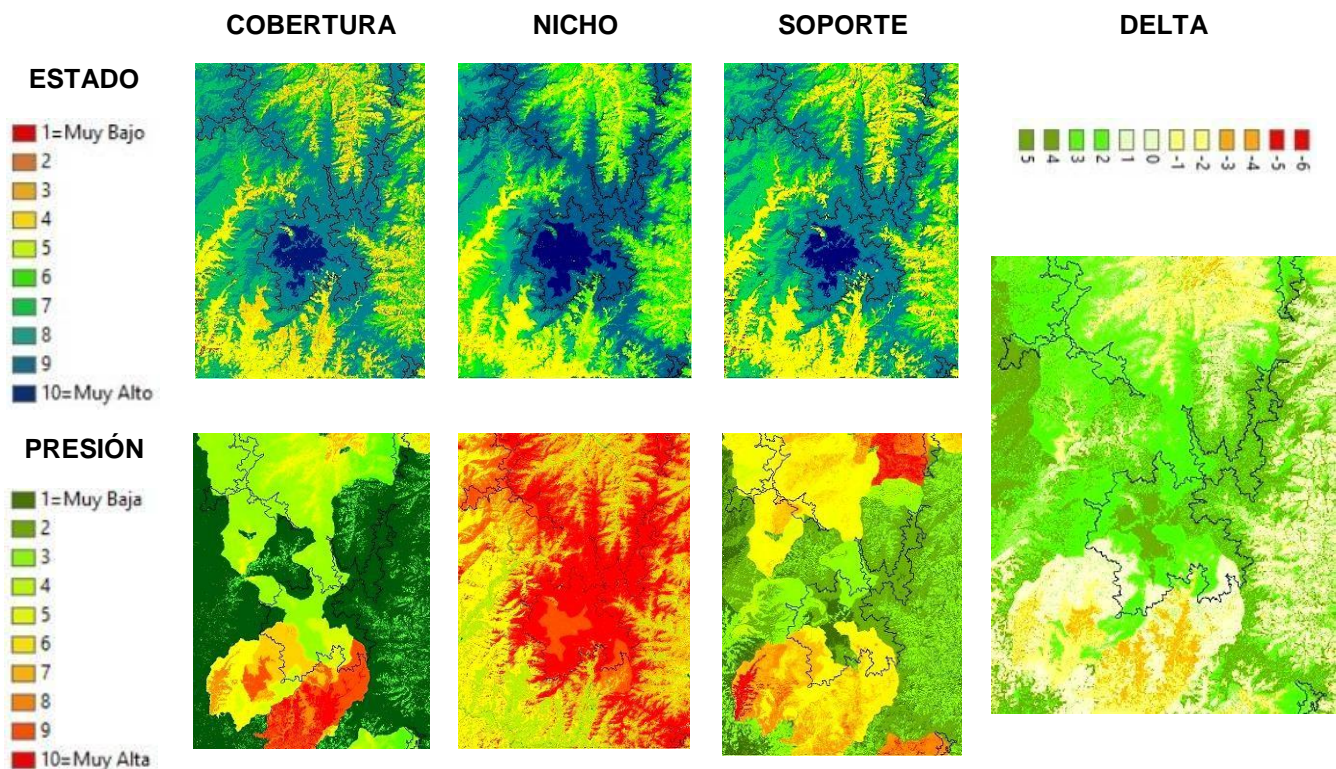 COBERTURA NICHO SOPORTE DELTA
ESTADO
1=Muy Bajo
2
3
4
5
6
7
8
9
10=Muy Alto
5 4 3 2 1 0 -1 -2 -3 -4 -5 -6
PRESIÓN
1=Muy Baja
2
3
4
5
6
7
8
9
10=Muy Alta